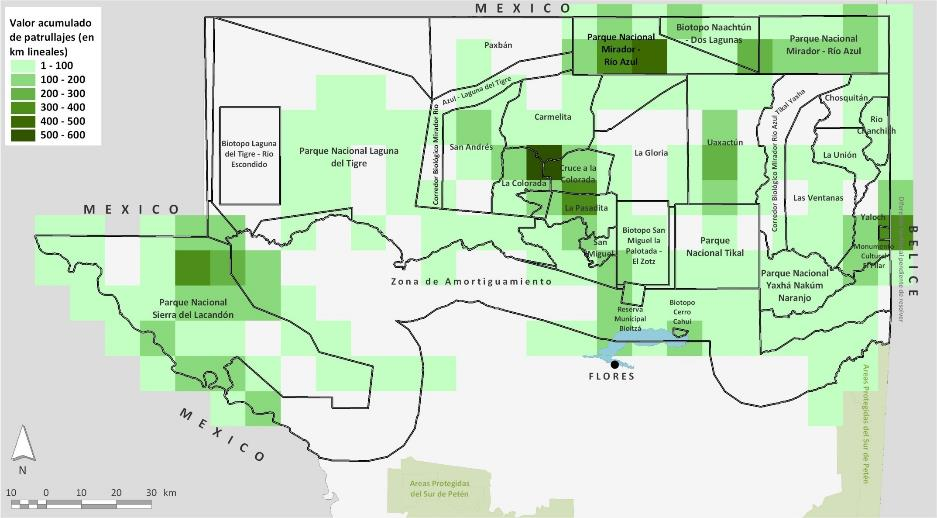 MEXICO
Valor acumulado
de patrullajes (en
km lineales)
1 - 100
100 - 200
200 - 300
300 - 400
400 - 500
500 - 600
Paxbán
Parque Nacional
Mirador -
Río Azul
Biotopo Naachtún
- Dos Lagunas
Parque Nacional
Mirador - Río Azul
Azul - Laguna del Tigre
Corredor Biológico Mirador Río
Carmelita
Corredor Biológico Mirador Río Azul
Tikal Yaxha
Chosquitán
Río
Chanchich
Biotopo Laguna
del Tigre - Río
Escondido
Parque Nacional Laguna
del Tigre
San Andrés
La Gloria
Uaxactún
La Unión
Cruce a la
Colorada
La Colorada
La Pasadita
Las Ventanas
MEXICO
Yaloch
San
Miguel
Biotopo San
Miguel la
Palotada -
El Zotz
Parque
Nacional Tikal
Monumento
Cultural
El Pilar
BELICE
Zona de Amortiguamiento
Parque Nacional
Yaxhá Nakúm
Naranjo
Parque Nacional
Sierra del Lacandón
Reserva
Municipal
Bioitzá
Biotopo
Cerro
Cahuí
FLORES
MEXICO
Areas Protegidas del Sur de Petén
Areas Protegidas
del Sur de Petén
N
10 0 10 20 30 km